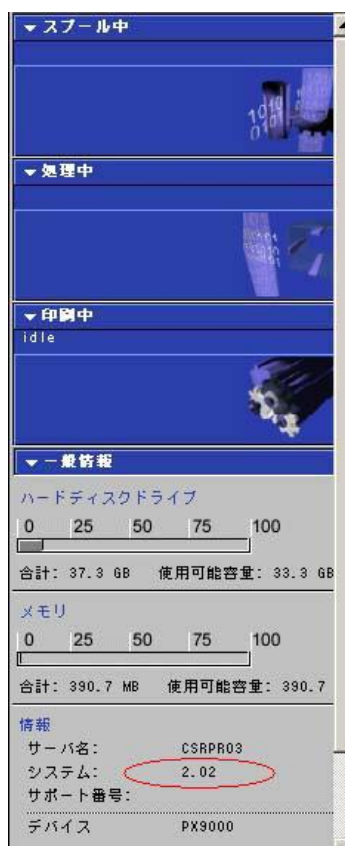 スプール中
処理中
印刷中
idle
一般情報
ハードディスクドライブ
0 25 50 75 100
合計: 37.3 GB 使用可能容量: 33.3 GB
メモリ
0 25 50 75 100
合計: 390.7 MB 使用可能容量: 390.7
情報
サーバ名: CSRPRO3
システム: 2.02
サポート番号:
デバイス PX9000